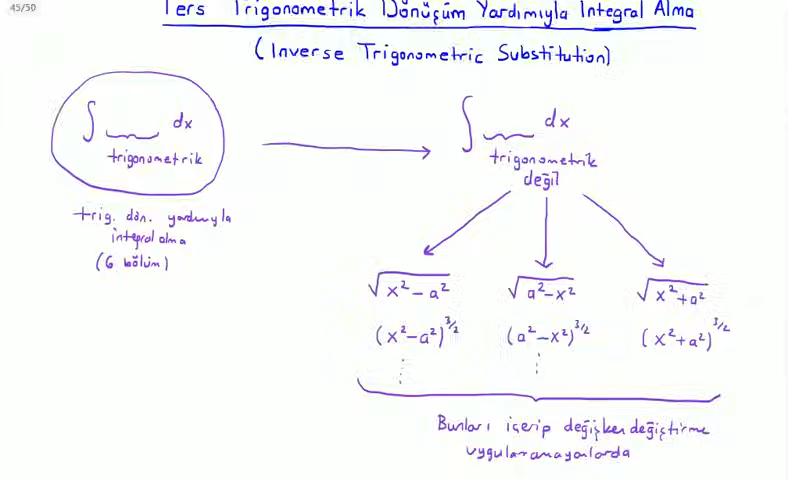 45/50
Ters Trigonometrik Dönüşüm Yardımıyla İntegral Alma
(Inverse Trigonometric Substitution)
∫ dx
trigonometrik
trig. dön. yardımıyla
integral alma
(6 bölüm)
∫ dx
trigonometrik
değil
√(x² - a²) √(a² - x²) √(x² + a²)
(x² - a²)^3/2 (a² - x²)^3/2 (x² + a²)^3/2
Bunları içerip değişken değiştirme
uygulanamayanlarda